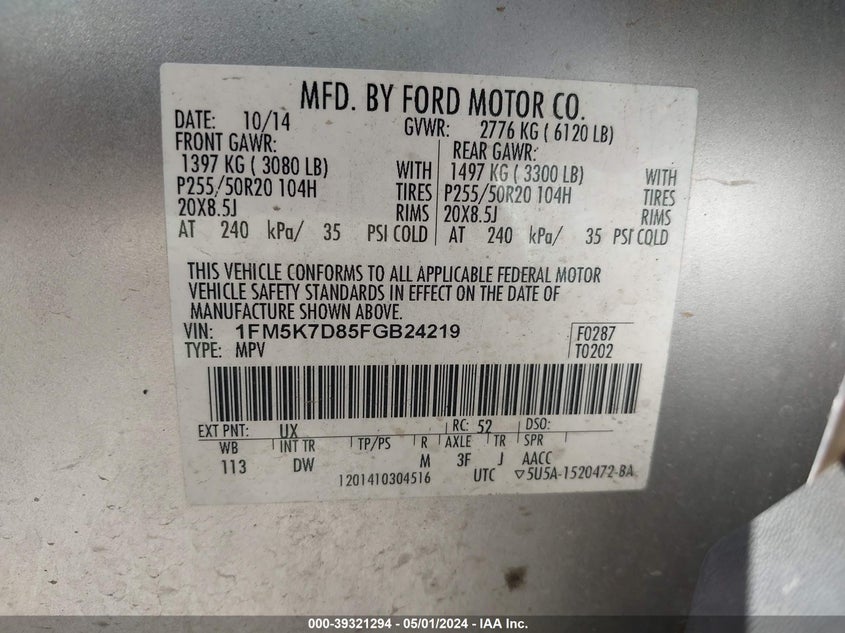 MFD. BY FORD MOTOR CO.
DATE: 10/14 GVWR: 2776 KG ( 6120 LB)
FRONT GAWR: REAR GAWR:
1397 KG ( 3080 LB) WITH 1497 KG ( 3300 LB) WITH
P255/50R20 104H TIRES P255/50R20 104H TIRES
20X8.5J RIMS 20X8.5J RIMS
AT 240 kPa/ 35 PSI COLD AT 240 kPa/ 35 PSI COLD
THIS VEHICLE CONFORMS TO ALL APPLICABLE FEDERAL MOTOR
VEHICLE SAFETY STANDARDS IN EFFECT ON THE DATE OF
MANUFACTURE SHOWN ABOVE.
VIN: 1FM5K7D85FGB24219 F0287
TYPE: MPV T0202
EXT PNT: UX RC: 52 DSO:
WB INT TR TP/PS R AXLE TR SPR
113 DW M 3F J AACC
1201410304516 UTC ▽5U5A-1520472-BA
000-39321294 - 05/01/2024 - IAA Inc.